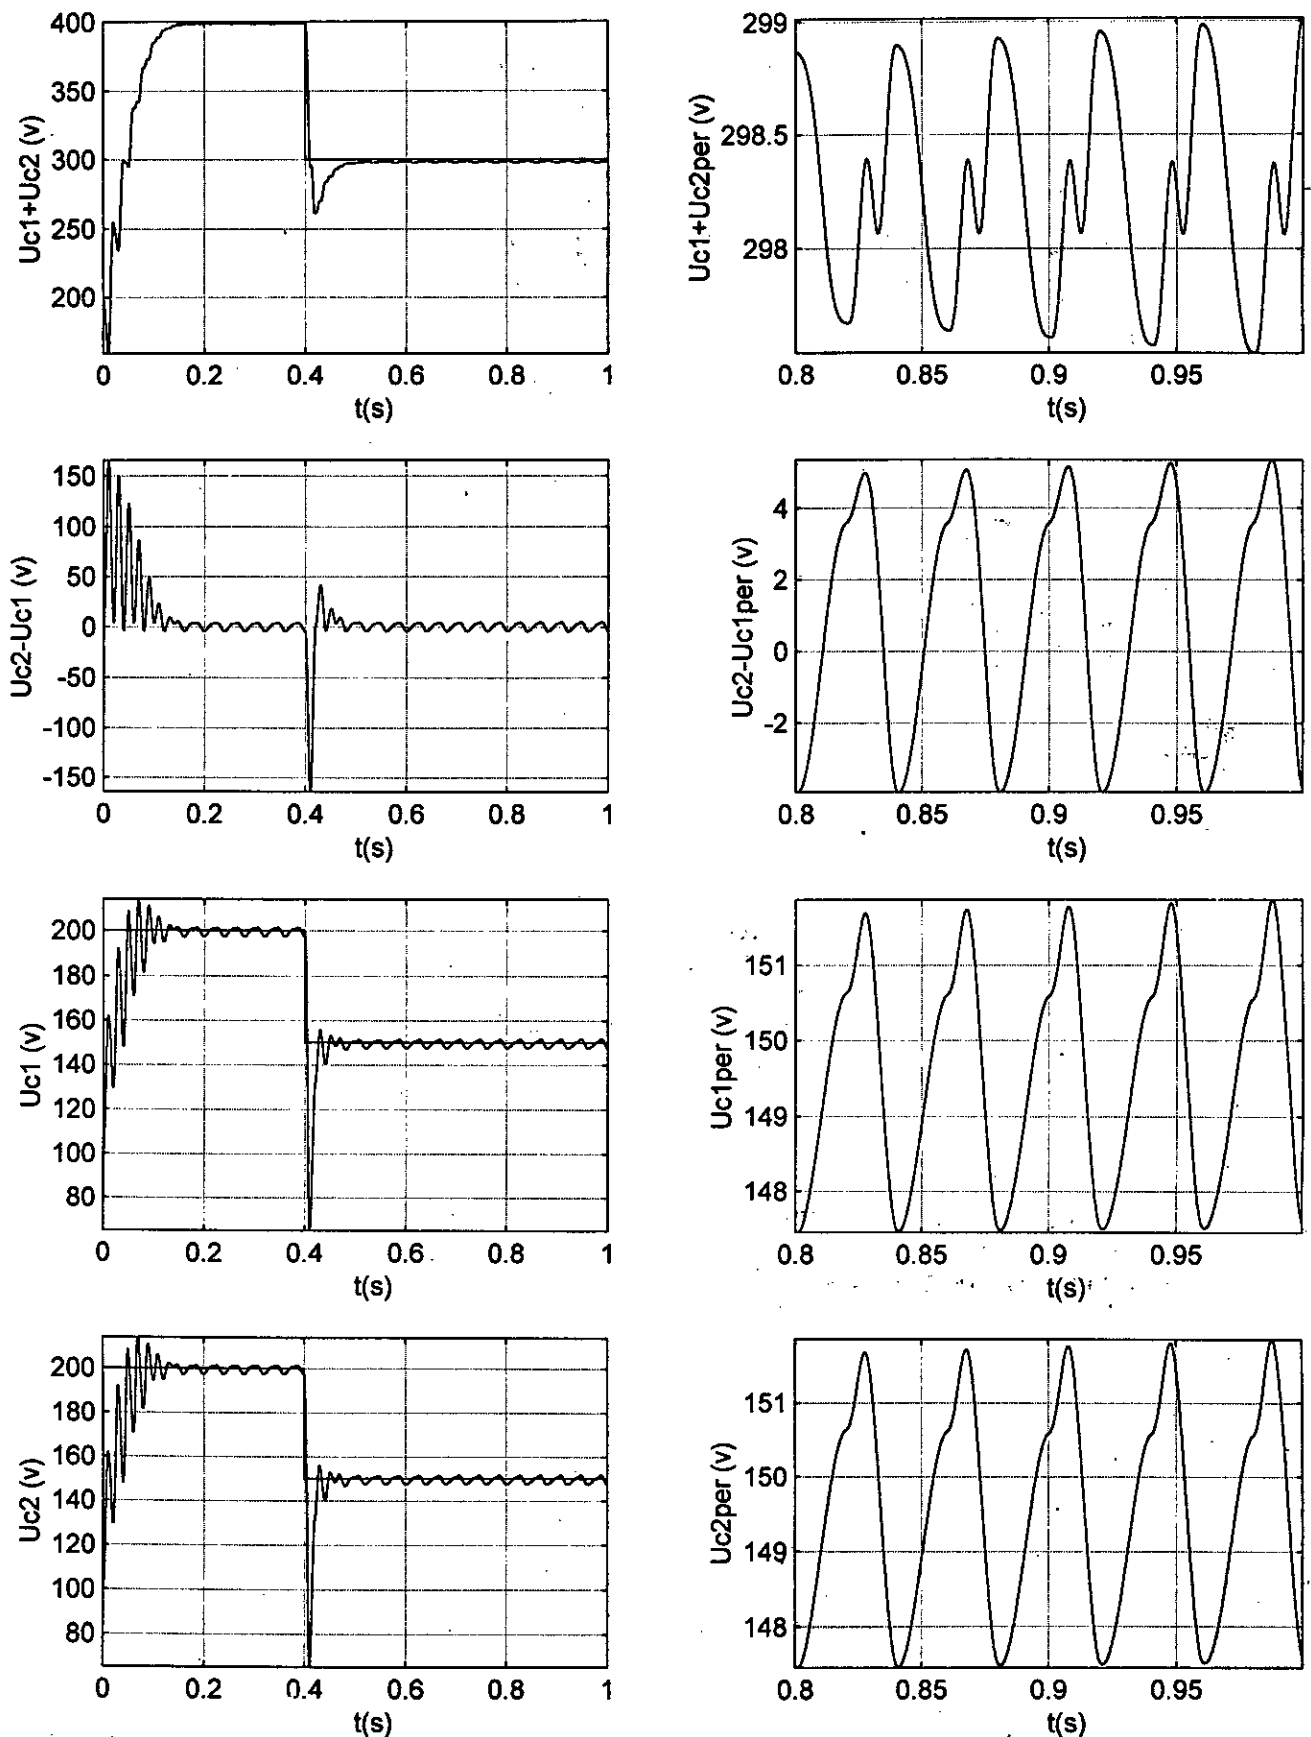 400
350
300
250
200
Uc1+Uc2 (v)
0 0.2 0.4 0.6 0.8 1
t(s)
299
298.5
298
Uc1+Uc2per (v)
0.8 0.85 0.9 0.95
t(s)
150
100
50
0
-50
-100
-150
Uc2-Uc1 (v)
0 0.2 0.4 0.6 0.8 1
t(s)
4
2
0
-2
Uc2-Uc1per (v)
0.8 0.85 0.9 0.95
t(s)
200
180
160
140
120
100
80
Uc1 (v)
0 0.2 0.4 0.6 0.8 1
t(s)
151
150
149
148
Uc1per (v)
0.8 0.85 0.9 0.95
t(s)
200
180
160
140
120
100
80
Uc2 (v)
0 0.2 0.4 0.6 0.8 1
t(s)
151
150
149
148
Uc2per (v)
0.8 0.85 0.9 0.95
t(s)